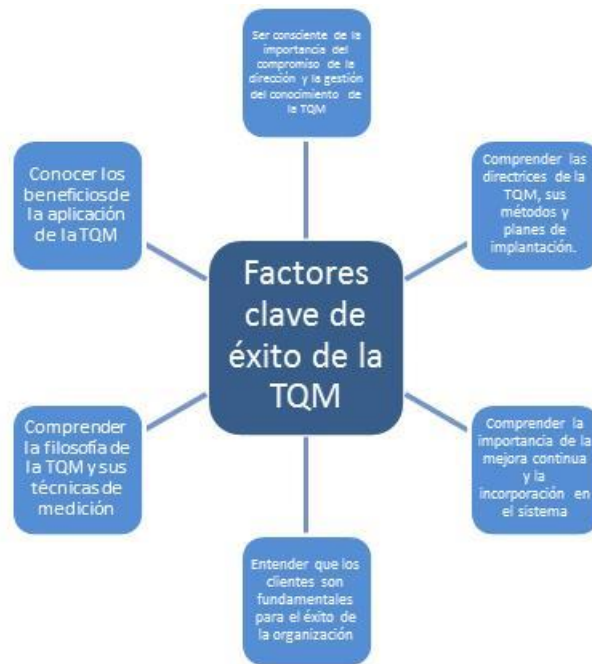 Ser consciente de la
importancia del
compromiso de la
dirección y la gestión
del conocimiento de
la TQM
Conocer los
beneficios de
la aplicación
de la TQM
Comprender las
directrices de la
TQM, sus
métodos y
planes de
implantación.
Factores
clave de
éxito de la
TQM
Comprender
la filosofía de
la TQM y sus
técnicas de
medición
Comprender la
importancia de la
mejora continua
y la
incorporación en
el sistema
Entender que los
clientes son
fundamentales
para el éxito de
la organización